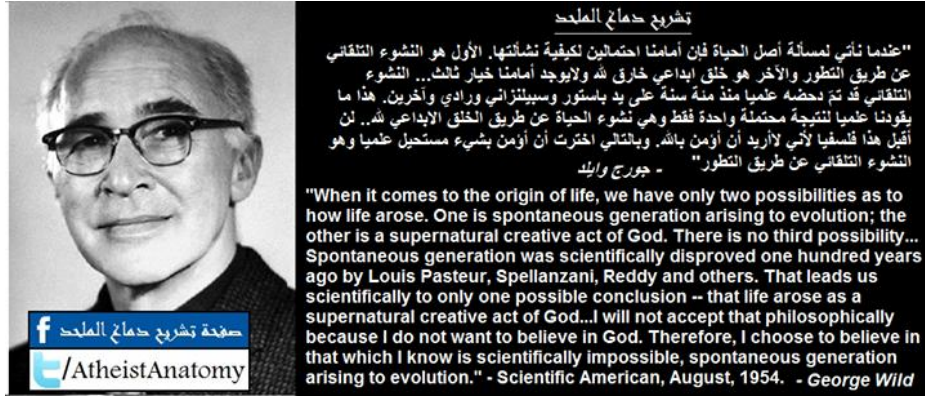 تشريح دماغ الملحد
"عندما نأتي لمسألة أصل الحياة فإن أمامنا احتمالين لكيفية نشألتها. الأول هو النشوء التلقائي
عن طريق التطور والآخر هو خلق ابداعي خارق لله ولايوجد أمامنا خيار ثالث... النشوء
التلقائي قد تمّ دحضه علميا منذ مئة سنة على يد باستور وسبيلنزاني ورادي وآخرين. هذا ما
يقودنا علميا لنتيجة محتملة واحدة فقط وهي نشوء الحياة عن طريق الخلق الابداعي لله.. لن
أقبل هذا فلسفيا لأني لاأريد أن أؤمن بالله. وبالتالي اخترت أن أؤمن بشيء مستحيل علميا وهو
النشوء التلقائي عن طريق التطور" - جورج وايلد
"When it comes to the origin of life, we have only two possibilities as to
how life arose. One is spontaneous generation arising to evolution; the
other is a supernatural creative act of God. There is no third possibility...
Spontaneous generation was scientifically disproved one hundred years
ago by Louis Pasteur, Spellanzani, Reddy and others. That leads us
scientifically to only one possible conclusion -- that life arose as a
supernatural creative act of God...I will not accept that philosophically
because I do not want to believe in God. Therefore, I choose to believe in
that which I know is scientifically impossible, spontaneous generation
arising to evolution." - Scientific American, August, 1954. - George Wild
صفحة تشريح دماغ الملحد f
/AtheistAnatomy